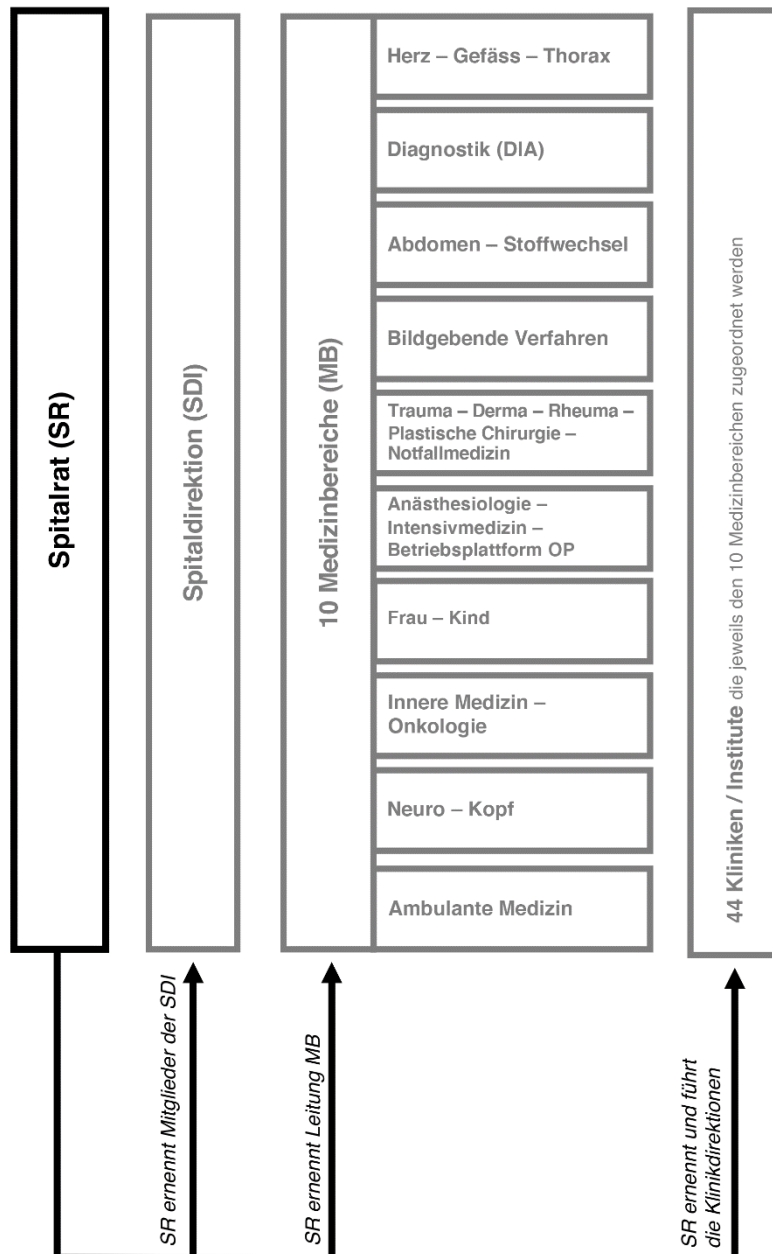 Spitalrat (SR)
Spitaldirektion (SDI)
10 Medizinbereiche (MB)
Herz – Gefäss – Thorax
Diagnostik (DIA)
Abdomen – Stoffwechsel
Bildgebende Verfahren
Trauma – Derma – Rheuma –
Plastische Chirurgie –
Notfallmedizin
Anästhesiologie –
Intensivmedizin –
Betriebsplattform OP
Frau – Kind
Innere Medizin –
Onkologie
Neuro – Kopf
Ambulante Medizin
44 Kliniken / Institute die jeweils den 10 Medizinbereichen zugeordnet werden
SR ernennt Mitglieder der SDI
SR ernennt Leitung MB
SR ernennt und führt
die Klinikdirektionen